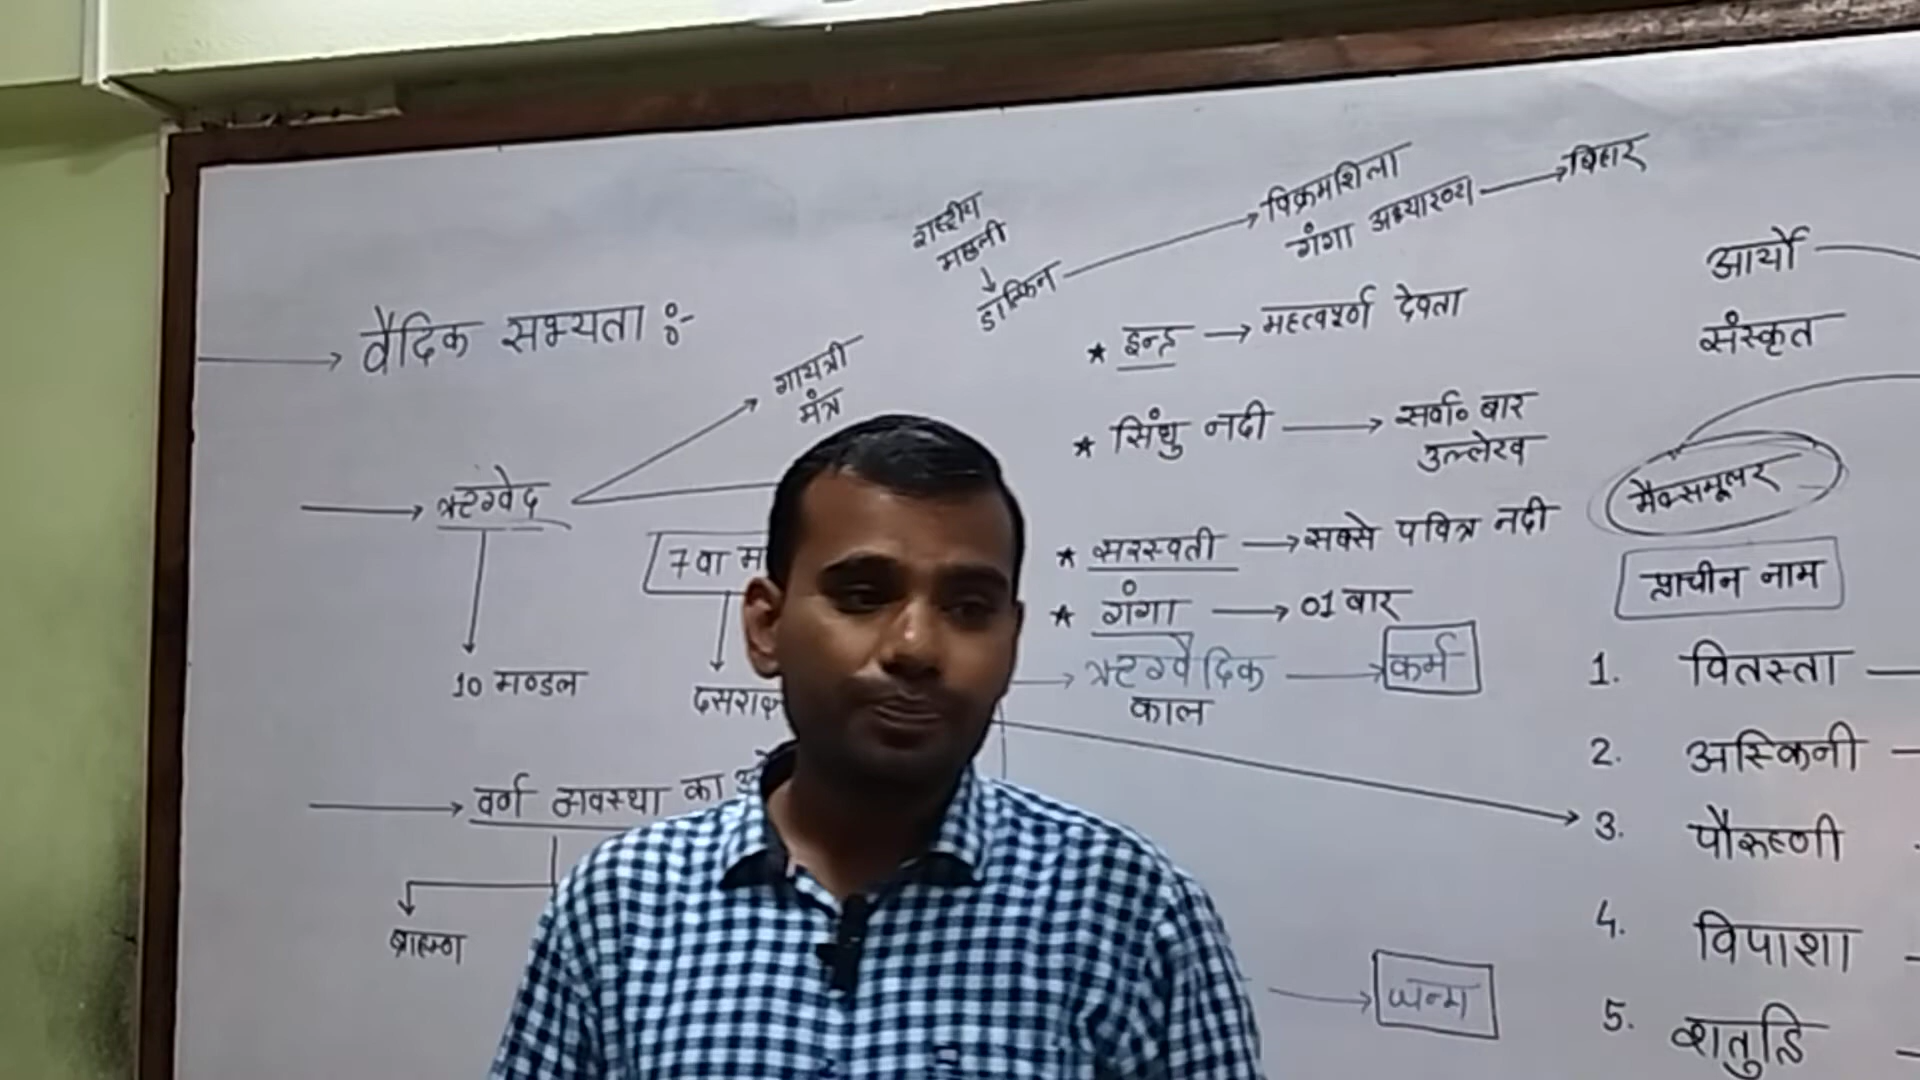 राष्ट्रीय
मछली
डाल्फिन
विक्रमशिला
गंगा अभ्यारण्य
बिहार
वैदिक सभ्यता :-
गायत्री
मंत्र
* इन्द्र → महत्वपूर्ण देवता
* सिंधु नदी → सर्वा० बार
उल्लेख
ऋग्वेद
7वा
10 मण्डल
* सरस्वती → सबसे पवित्र नदी
* गंगा → 01 बार
→ ऋग्वैदिक → कर्म
काल
वर्ण व्यवस्था का
ब्राह्मण
जन्म
आर्यो
संस्कृत
मैक्समूलर
प्राचीन नाम
1. वितस्ता
2. अस्किनी
3. पौरूष्णी
4. विपाशा
5. शतुद्रि